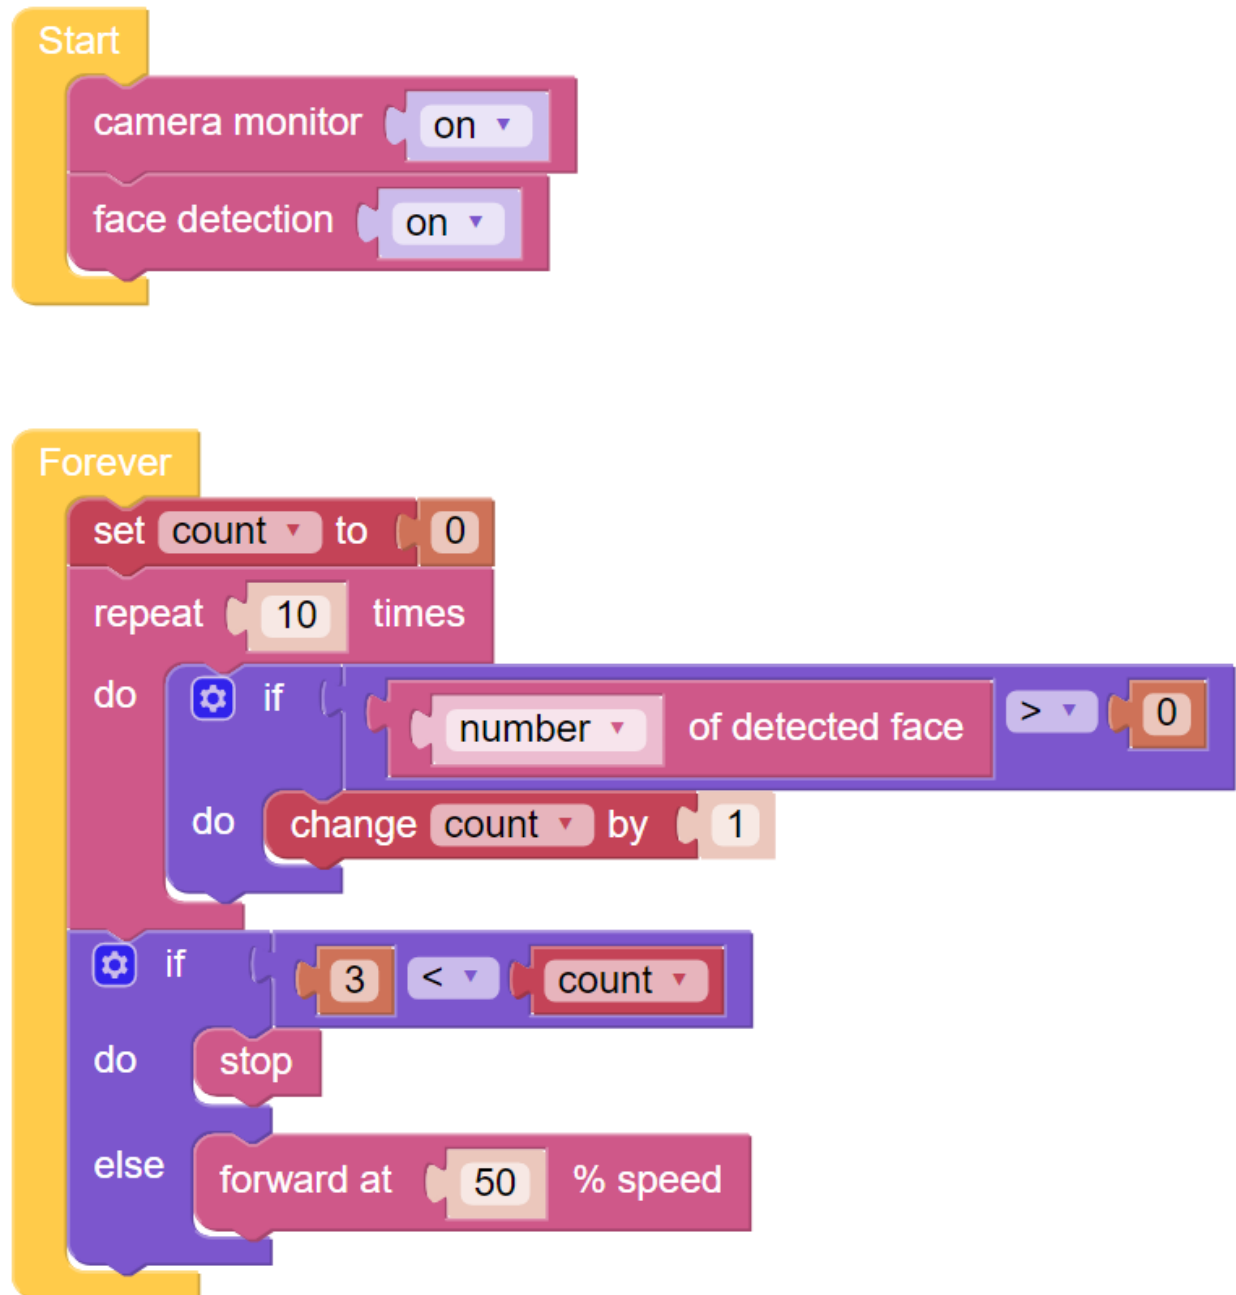 Start
camera monitor on
face detection on
Forever
set count to 0
repeat 10 times
do if number of detected face > 0
do change count by 1
if 3 < count
do stop
else forward at 50 % speed